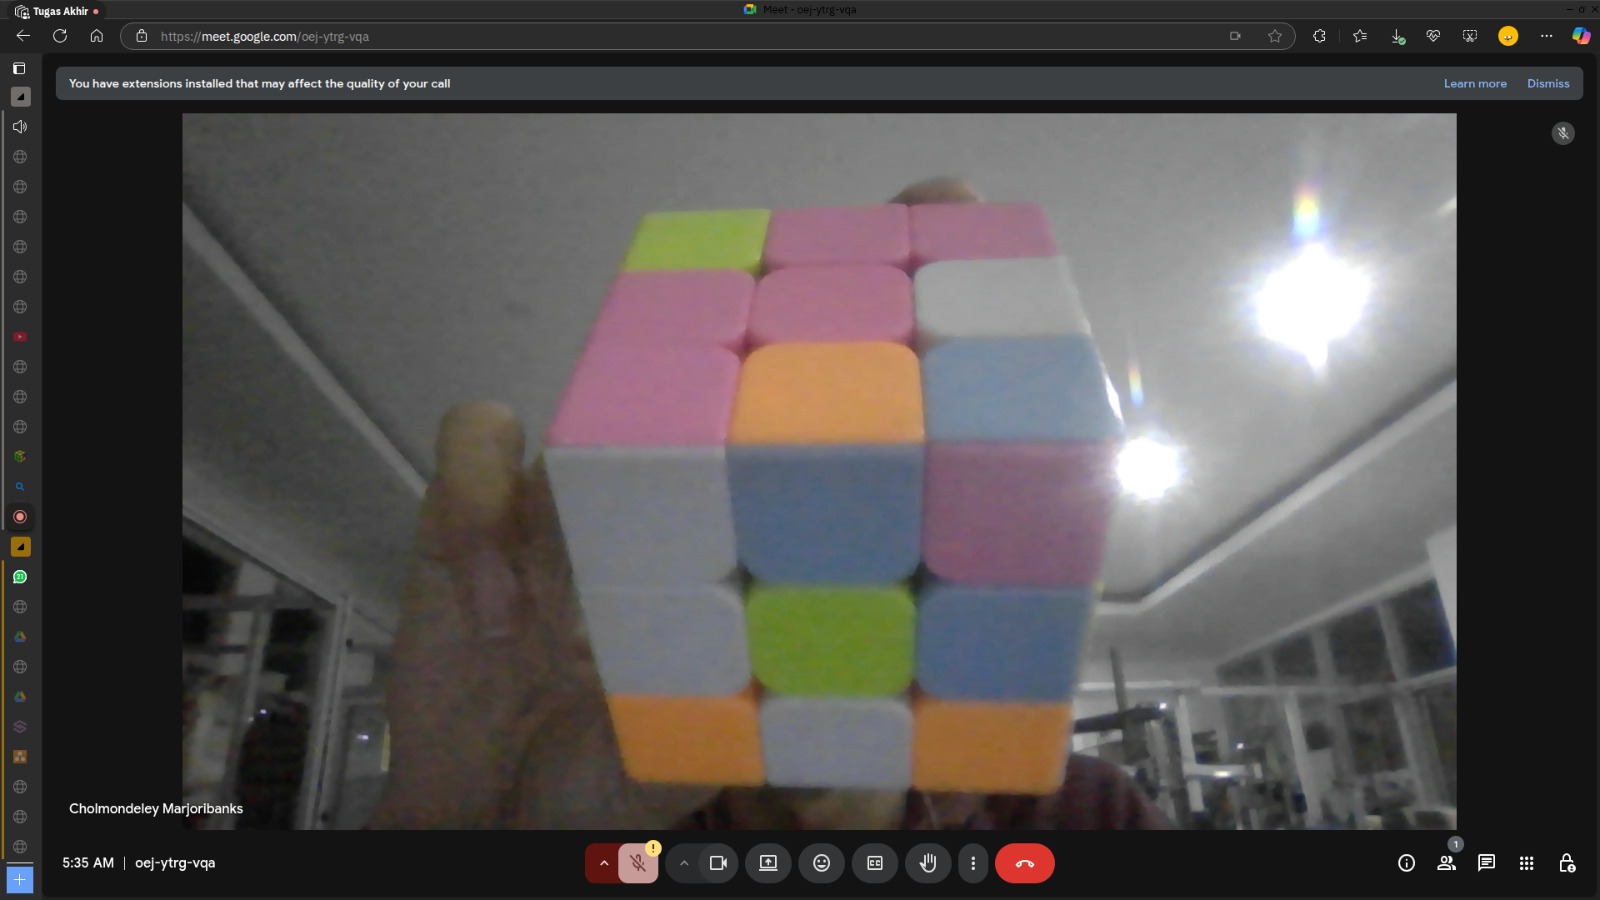 Tugas Akhir
Meet - oej-ytrg-vqa
https://meet.google.com/oej-ytrg-vqa
You have extensions installed that may affect the quality of your call
Learn more
Dismiss
Cholmondeley Marjoribanks
5:35 AM | oej-ytrg-vqa
!
CC
1